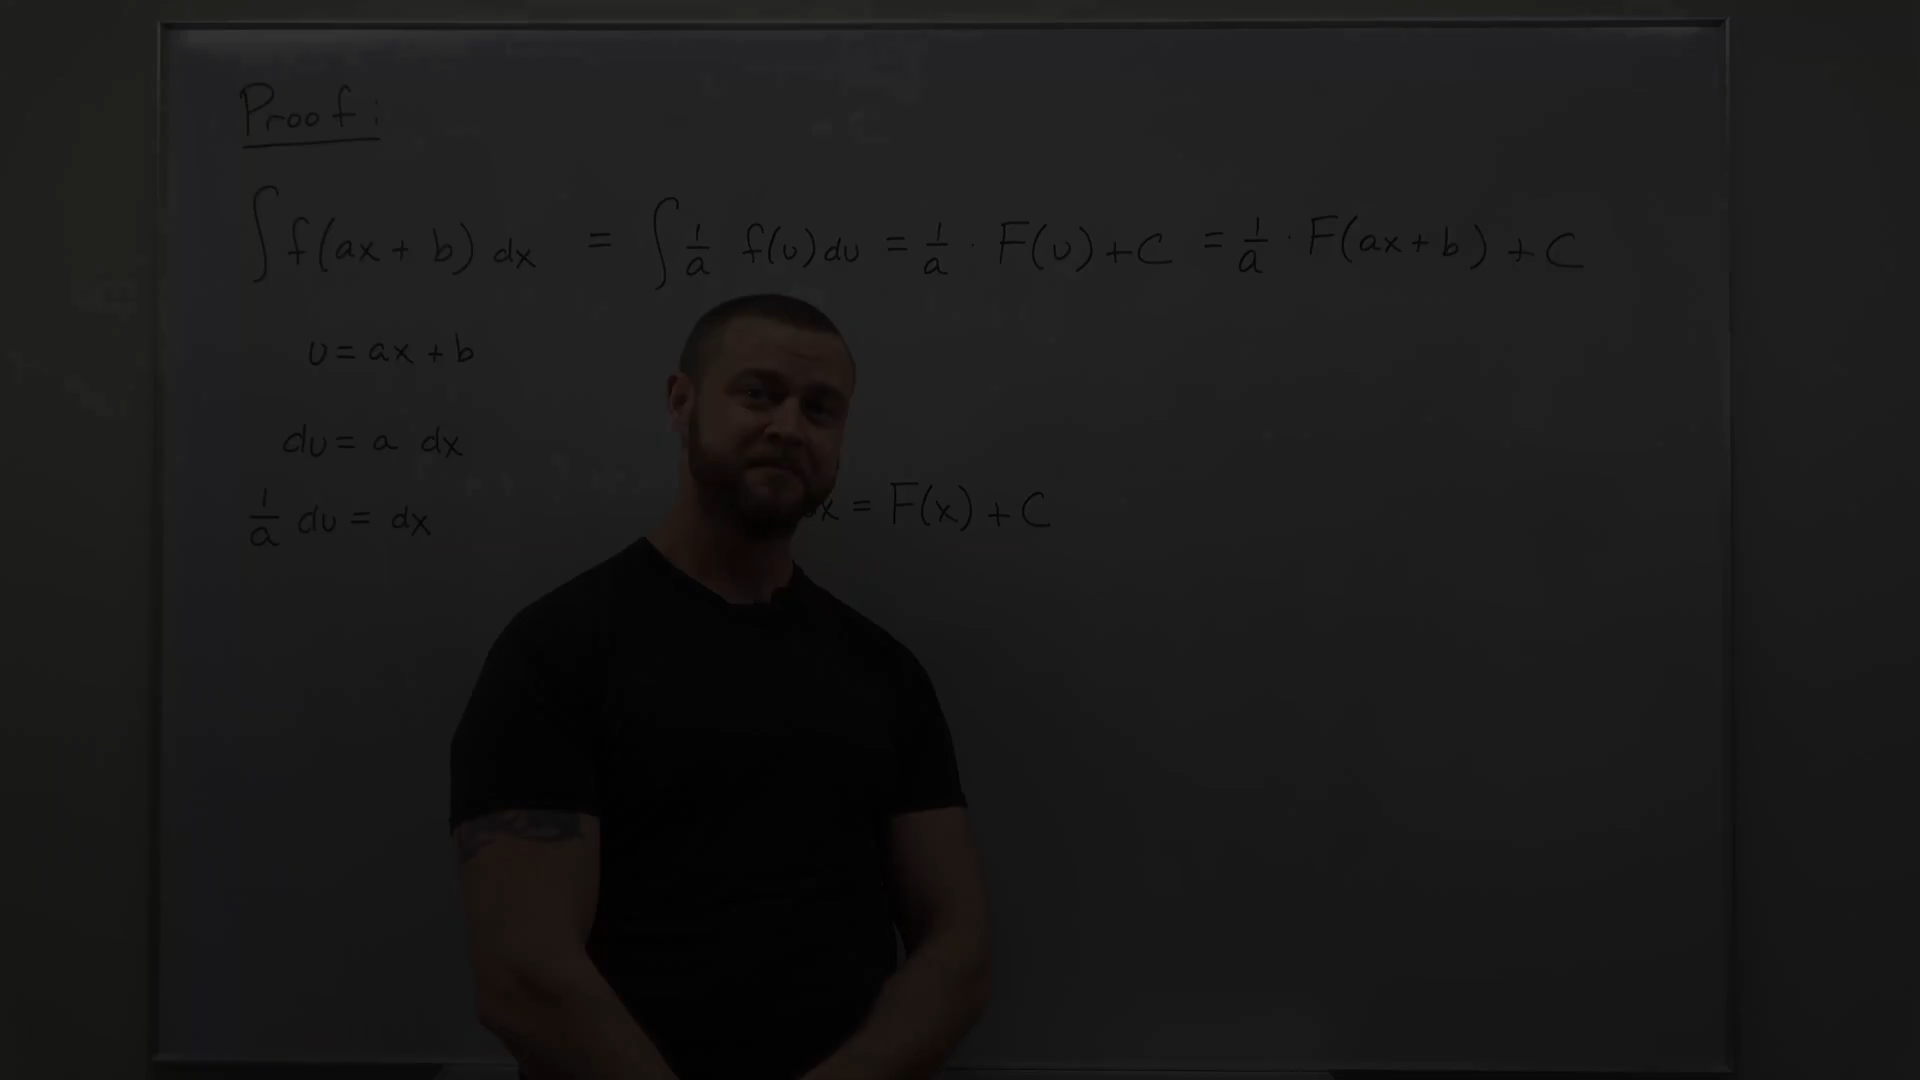 Proof:
∫ f(ax + b) dx = ∫ 1/a f(u) du = 1/a · F(u) + C = 1/a · F(ax + b) + C
u = ax + b
du = a dx
1/a du = dx
x = F(x) + C